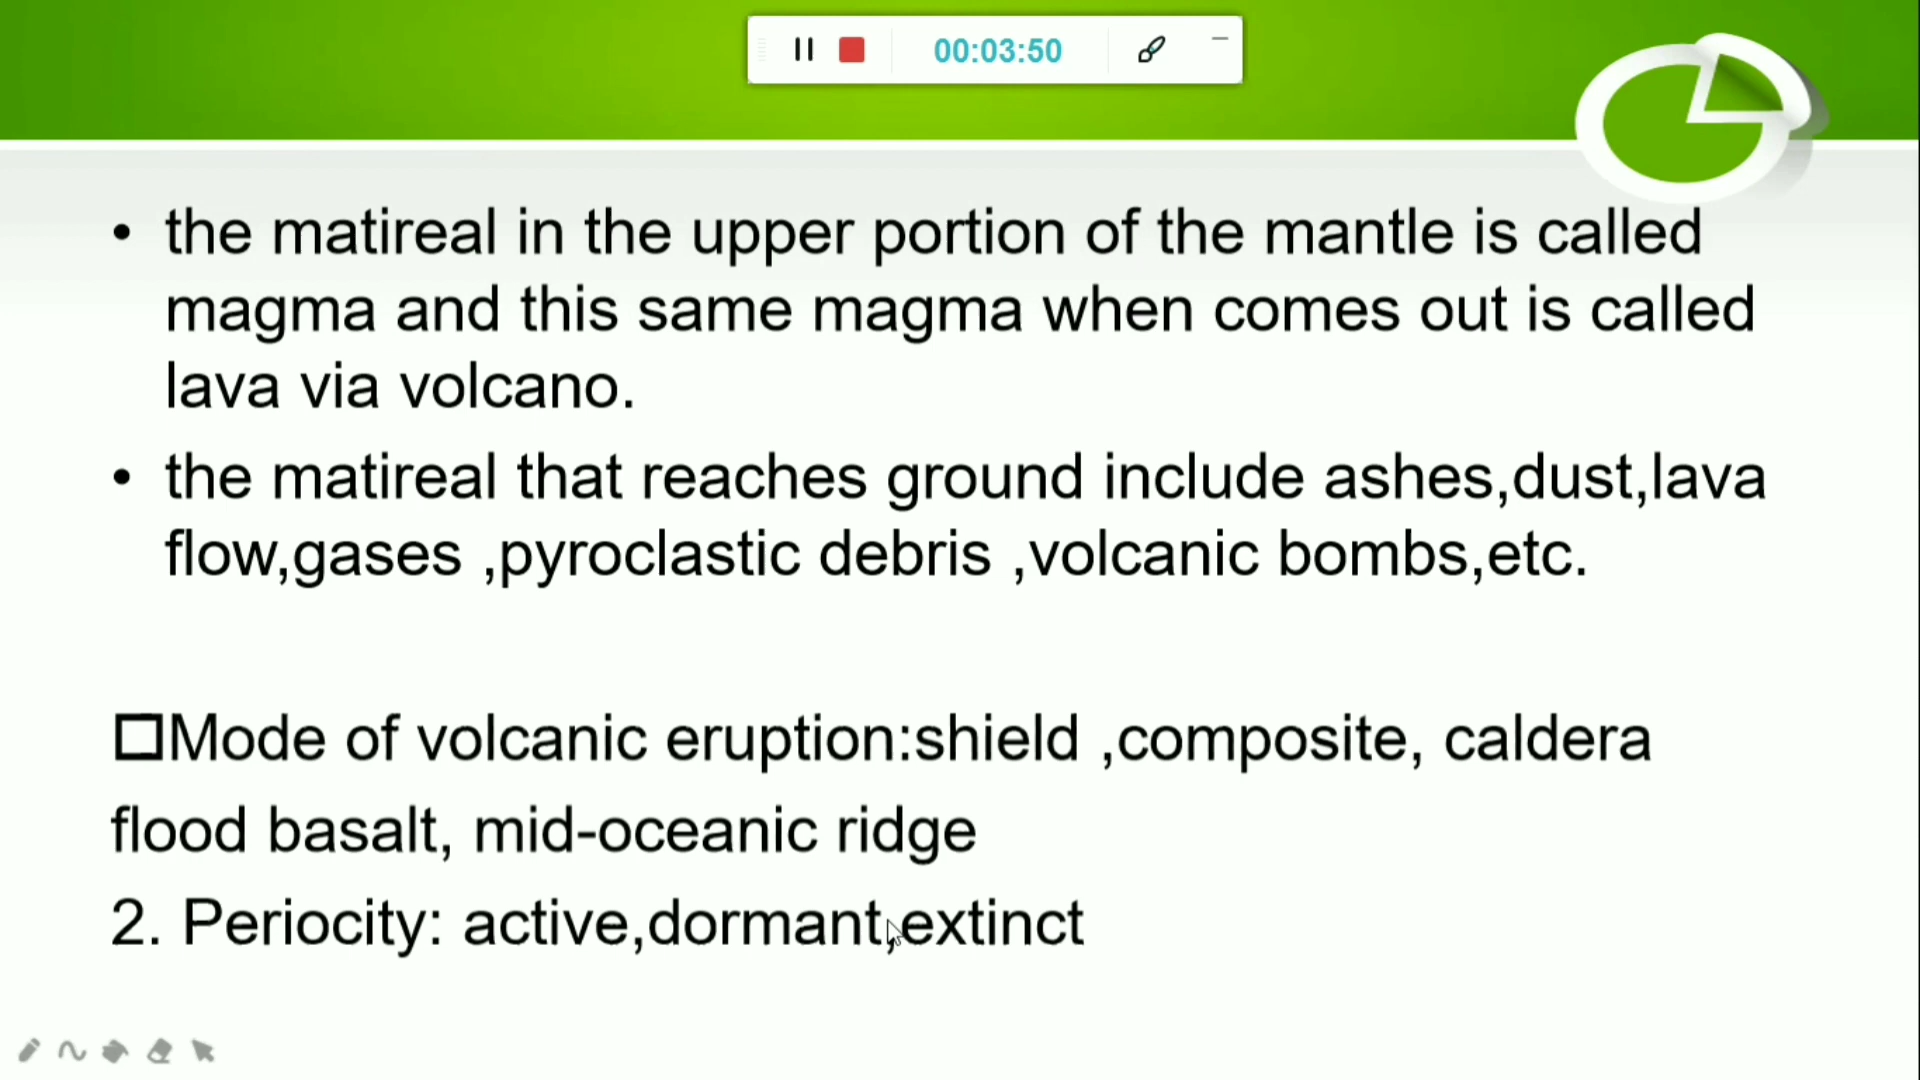 00:03:50
• the matireal in the upper portion of the mantle is called
magma and this same magma when comes out is called
lava via volcano.
• the matireal that reaches ground include ashes,dust,lava
flow,gases ,pyroclastic debris ,volcanic bombs,etc.
□Mode of volcanic eruption:shield ,composite, caldera
flood basalt, mid-oceanic ridge
2. Periocity: active,dormant,extinct